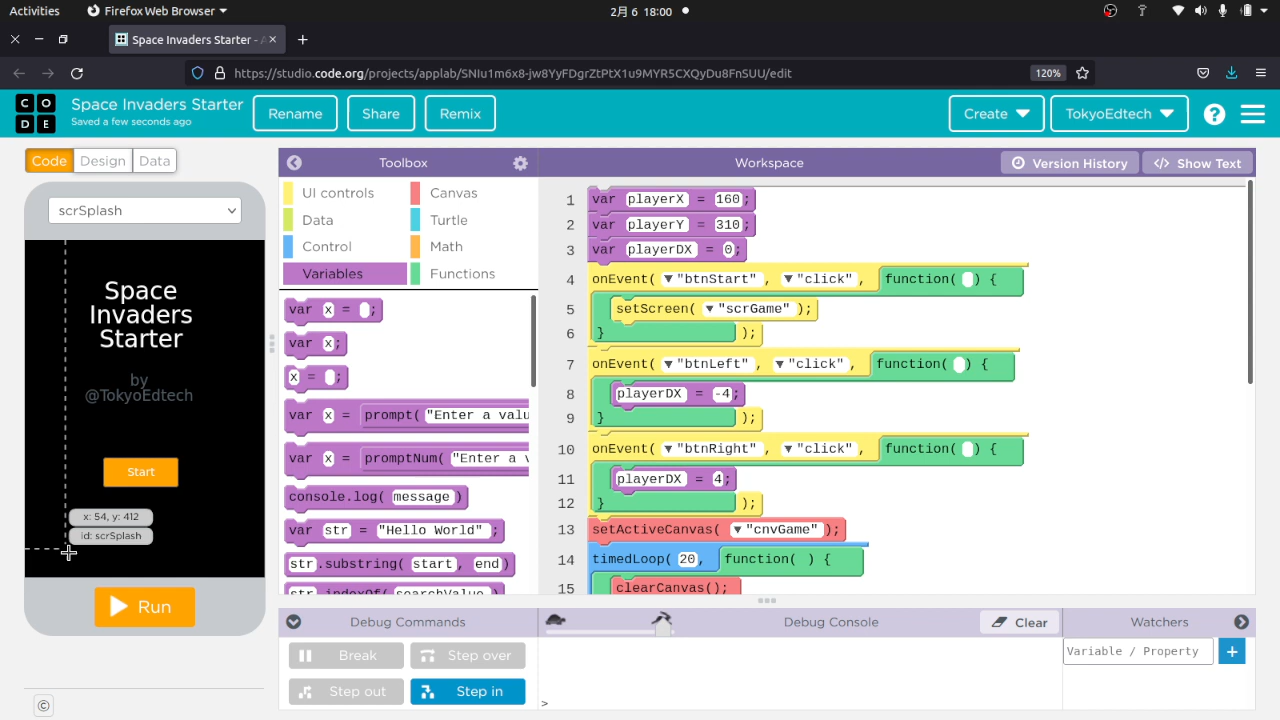 Activities
Firefox Web Browser
2月 6 18:00
Space Invaders Starter - A
https://studio.code.org/projects/applab/SNIu1m6x8-jw8YyFDgrZtPtX1u9MYR5CXQyDu8FnSUU/edit
120%
C O
D E
Space Invaders Starter
Saved a few seconds ago
Rename
Share
Remix
Create
TokyoEdtech
Code
Design
Data
Toolbox
Workspace
Version History
</> Show Text
scrSplash
Space
Invaders
Starter
by
@TokyoEdtech
Start
x: 54, y: 412
id: scrSplash
Run
©
UI controls
Canvas
Data
Turtle
Control
Math
Variables
Functions
var x = ;
var x;
x = ;
var x = prompt( "Enter a valu
var x = promptNum( "Enter a v
console.log( message )
var str = "Hello World" ;
str.substring( start, end)
str.indexOf( searchValue )
1 var playerX = 160;
2 var playerY = 310;
3 var playerDX = 0;
4 onEvent( ▼"btnStart", ▼"click", function( ) {
5 setScreen( ▼"scrGame" );
6 } );
7 onEvent( ▼"btnLeft", ▼"click", function( ) {
8 playerDX = -4;
9 } );
10 onEvent( ▼"btnRight", ▼"click", function( ) {
11 playerDX = 4;
12 } );
13 setActiveCanvas( ▼"cnvGame");
14 timedLoop( 20, function( ) {
15 clearCanvas();
Debug Commands
Debug Console
Clear
Watchers
Break
Step over
Step out
Step in
Variable / Property
+
>